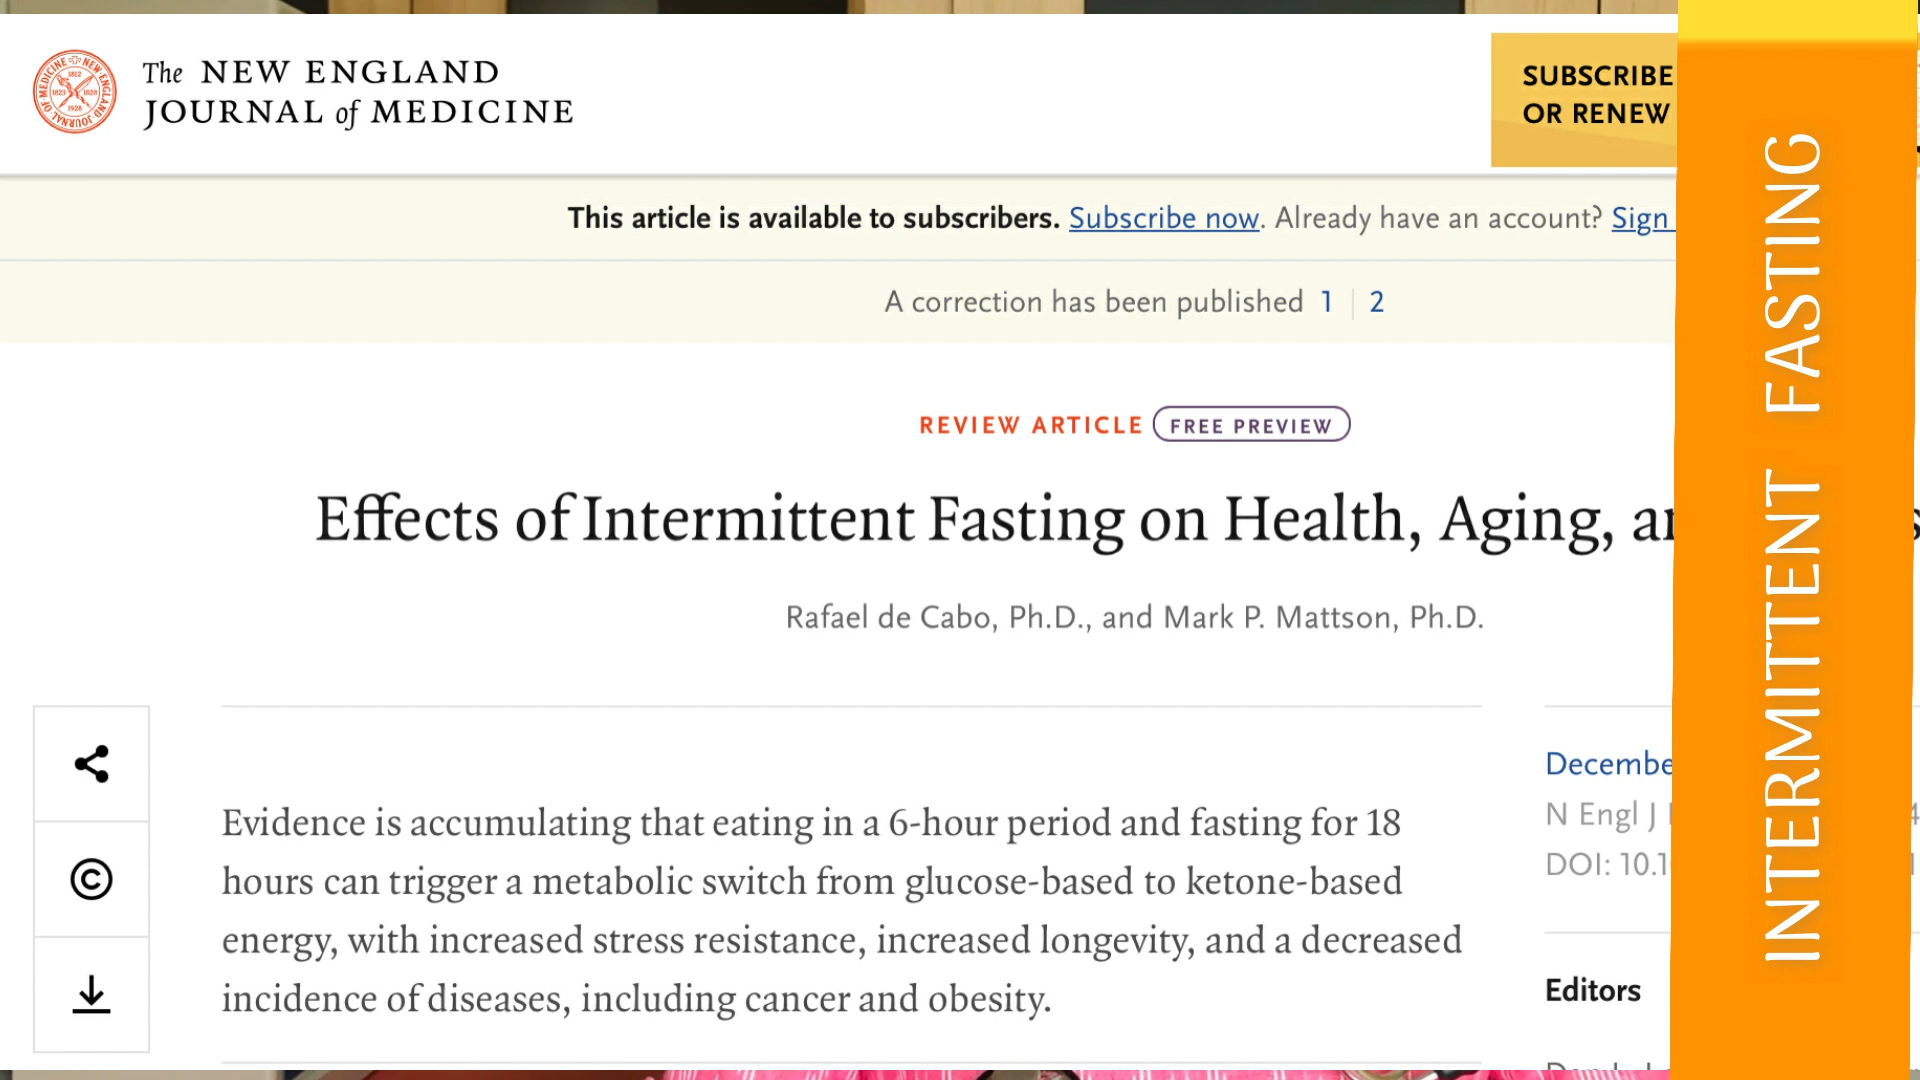 The NEW ENGLAND
JOURNAL of MEDICINE
SUBSCRIBE
OR RENEW
This article is available to subscribers. Subscribe now. Already have an account? Sign
A correction has been published 1 | 2
REVIEW ARTICLE FREE PREVIEW
Effects of Intermittent Fasting on Health, Aging,
Rafael de Cabo, Ph.D., and Mark P. Mattson, Ph.D.
Evidence is accumulating that eating in a 6-hour period and fasting for 18
hours can trigger a metabolic switch from glucose-based to ketone-based
energy, with increased stress resistance, increased longevity, and a decreased
incidence of diseases, including cancer and obesity.
Decembe
N Engl J
DOI: 10.1
Editors
INTERMITTENT FASTING